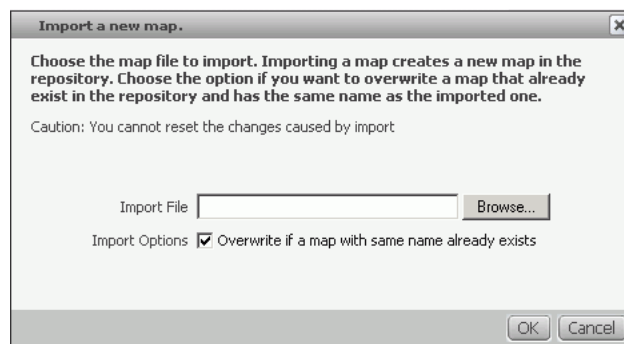 Import a new map.
Choose the map file to import. Importing a map creates a new map in the
repository. Choose the option if you want to overwrite a map that already
exist in the repository and has the same name as the imported one.
Caution: You cannot reset the changes caused by import
Import File Browse...
Import Options Overwrite if a map with same name already exists
OK Cancel